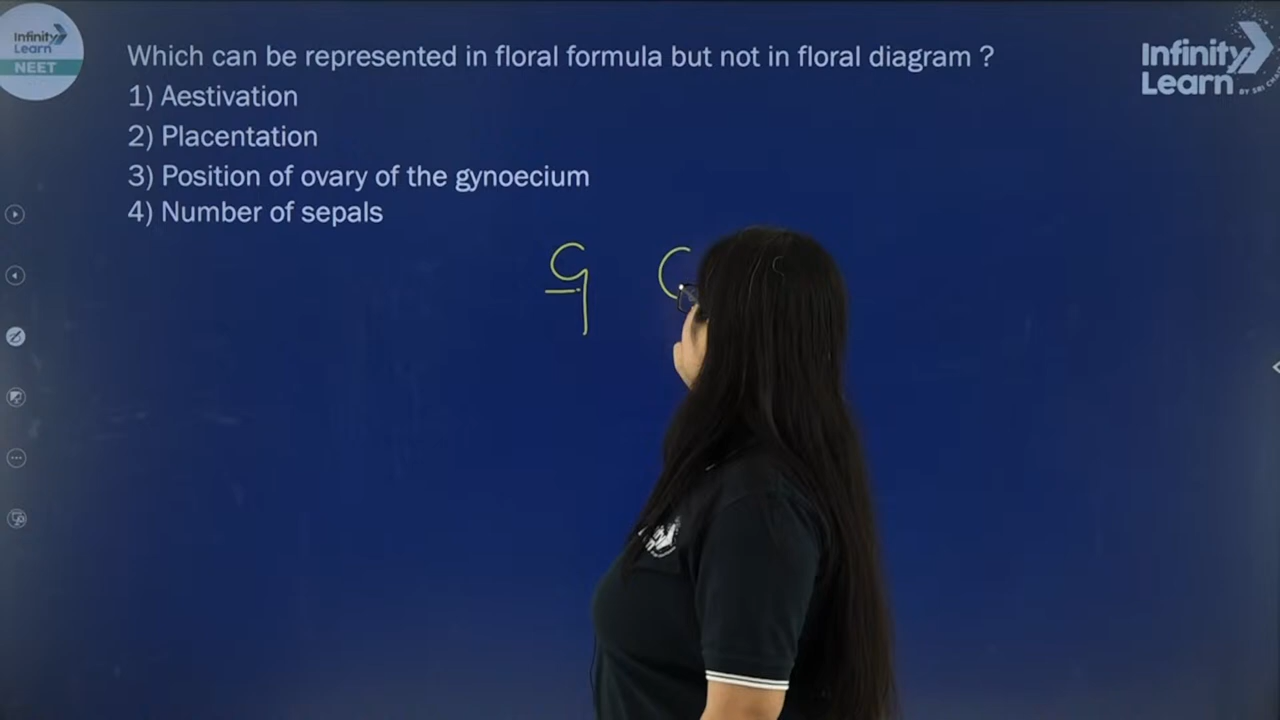 Infinity
Learn
NEET
Infinity
Learn
Which can be represented in floral formula but not in floral diagram ?
1) Aestivation
2) Placentation
3) Position of ovary of the gynoecium
4) Number of sepals
G